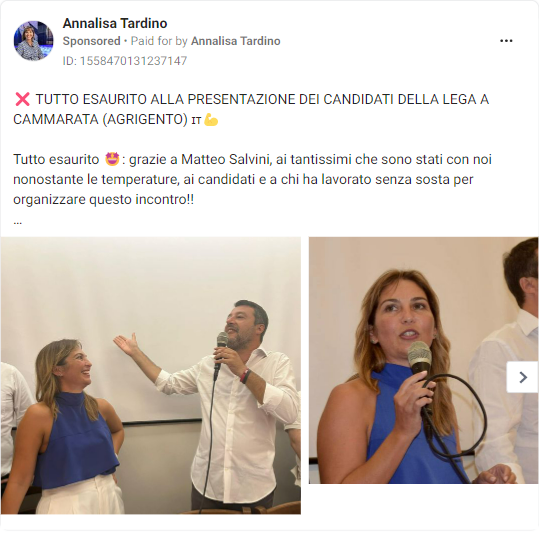 Annalisa Tardino
Sponsored • Paid for by Annalisa Tardino
ID: 1558470131237147
❌ TUTTO ESAURITO ALLA PRESENTAZIONE DEI CANDIDATI DELLA LEGA A
CAMMARATA (AGRIGENTO) ɪᴛ💪
Tutto esaurito 🤩: grazie a Matteo Salvini, ai tantissimi che sono stati con noi
nonostante le temperature, ai candidati e a chi ha lavorato senza sosta per
organizzare questo incontro!!
...